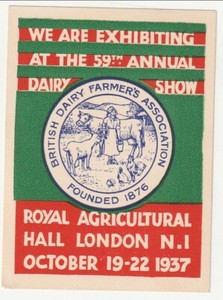 WE ARE EXHIBITING
AT THE 59TH ANNUAL
DAIRY SHOW
BRITISH DAIRY FARMER'S ASSOCIATION
FOUNDED 1876
ROYAL AGRICULTURAL
HALL LONDON N.1
OCTOBER 19-22 1937